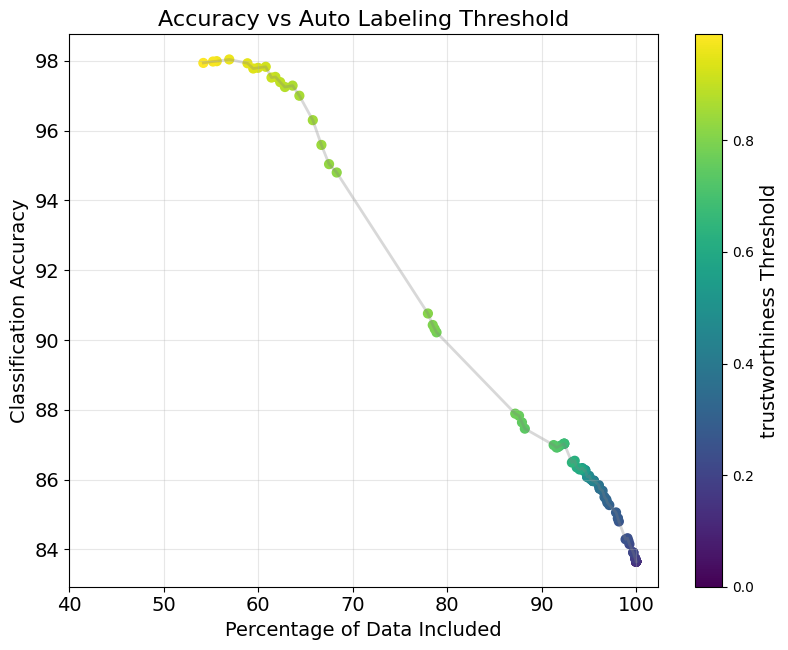 Accuracy vs Auto Labeling Threshold
Classification Accuracy
98
96
94
92
90
88
86
84
40 50 60 70 80 90 100
Percentage of Data Included
0.8
0.6
0.4
0.2
0.0
trustworthiness Threshold